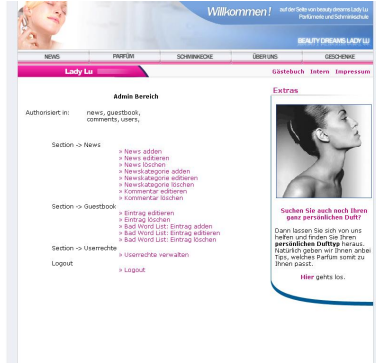 Willkommen!
auf der Seite von beauty dreams Lady Lu
Parfümerie und Schminkschule
BEAUTY DREAMS LADY LU
NEWS PARFÜM SCHMINKECKE ÜBER UNS GESCHENKE
Lady Lu
Gästebuch Intern Impressum
Admin Bereich
Authorisiert in: news, guestbook,
comments, users,
Section -> News
» News adden
» News editieren
» News löschen
» Newskategorie adden
» Newskategorie editieren
» Newskategorie löschen
» Kommentar editieren
» Kommentar löschen
Section -> Guestbook
» Eintrag editieren
» Eintrag löschen
» Bad Word List: Eintrag adden
» Bad Word List: Eintrag editieren
» Bad Word List: Eintrag löschen
Section -> Userrechte
» Userrechte verwalten
Logout
» Logout
Extras
Suchen Sie auch noch Ihren
ganz persönlichen Duft?
Dann lassen Sie sich von uns
helfen und finden Sie Ihren
persönlichen Dufttyp heraus.
Natürlich geben wir Ihnen anbei
Tips, welches Parfüm somit zu
Ihnen passt.
Hier gehts los.